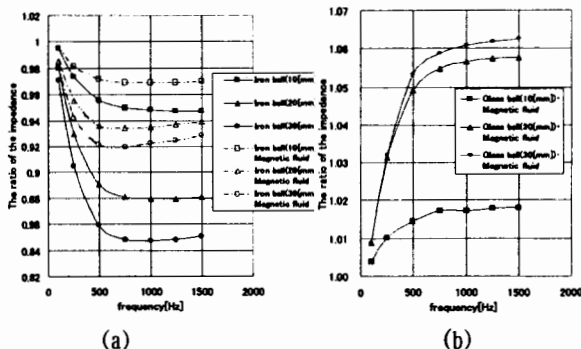 The ratio of the impedance
1.02
1
0.98
0.96
0.94
0.92
0.9
0.88
0.86
0.84
0.82
0
500
1000
1500
2000
frequency[Hz]
Iron ball(10[mm
Iron ball(20[mm
Iron ball(30[mm
Iron ball(10[mm
Magnetic fluid
Iron ball(20[mm
Magnetic fluid
Iron ball(30[mm
Magnetic fluid
(a)
The ratio of the impedance
1.07
1.06
1.05
1.04
1.03
1.02
1.01
1.00
0
500
1000
1500
2000
frequency[Hz]
Glass ball(10[mm])+
Magnetic fluid
Glass ball(20[mm])+
Magnetic fluid
Glass ball(30[mm])+
Magnetic fluid
(b)